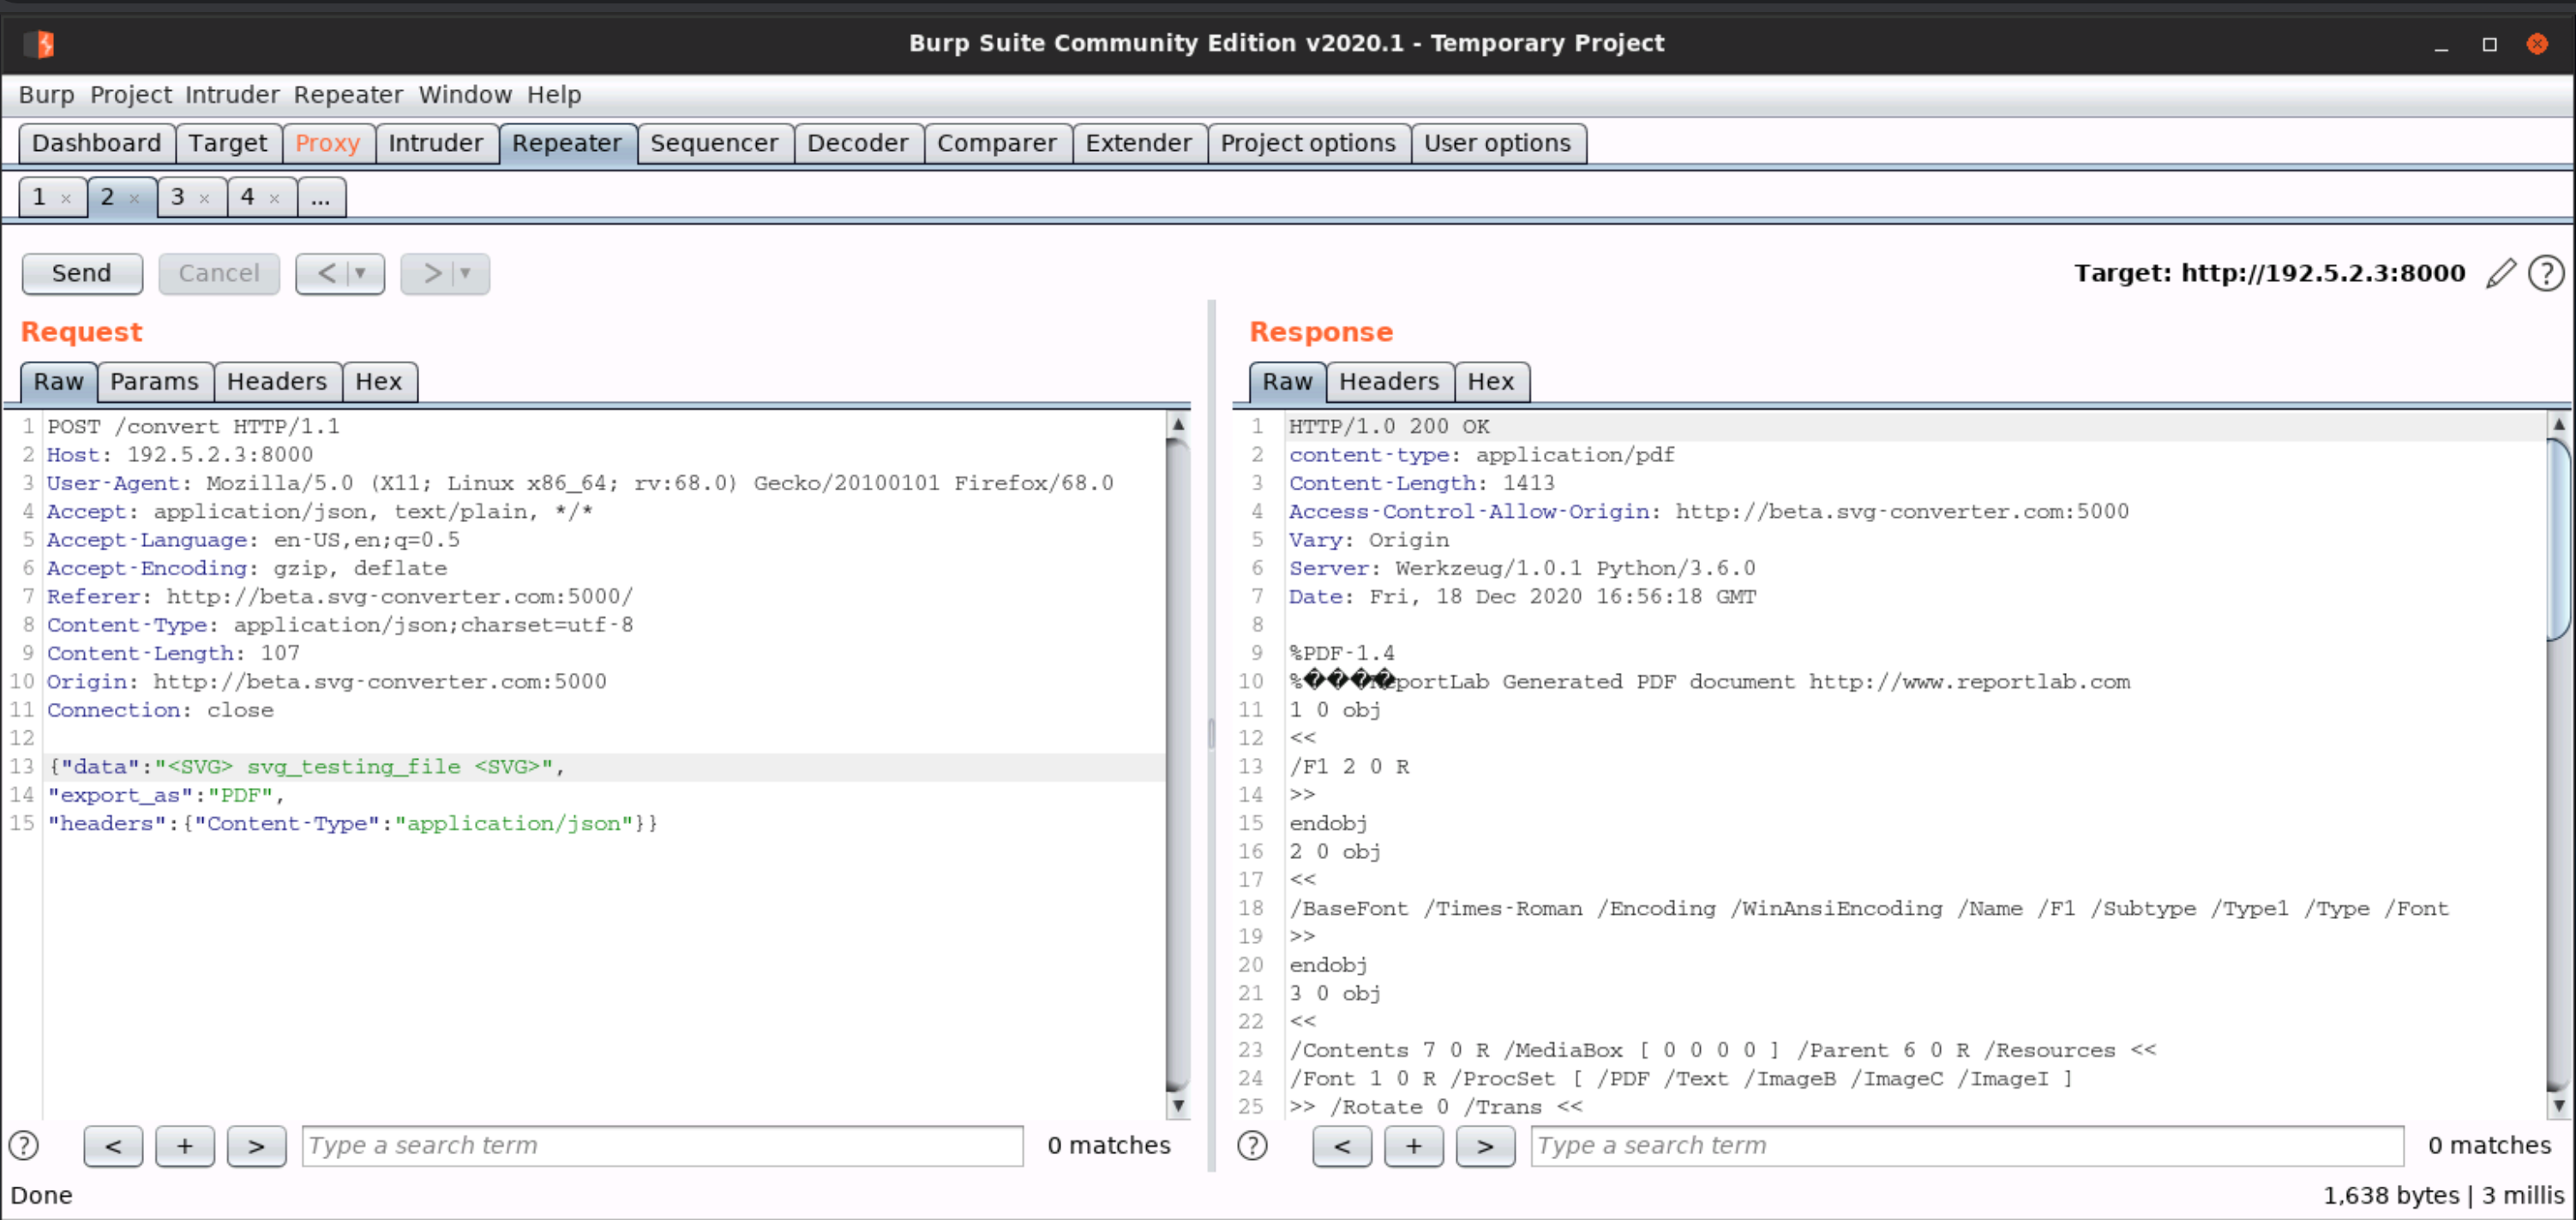 Burp Suite Community Edition v2020.1 - Temporary Project
Burp Project Intruder Repeater Window Help
Dashboard Target Proxy Intruder Repeater Sequencer Decoder Comparer Extender Project options User options
1 × 2 × 3 × 4 × ...
Send Cancel < > Target: http://192.5.2.3:8000 ?
Request
Raw Params Headers Hex
1 POST /convert HTTP/1.1
2 Host: 192.5.2.3:8000
3 User-Agent: Mozilla/5.0 (X11; Linux x86_64; rv:68.0) Gecko/20100101 Firefox/68.0
4 Accept: application/json, text/plain, */*
5 Accept-Language: en-US,en;q=0.5
6 Accept-Encoding: gzip, deflate
7 Referer: http://beta.svg-converter.com:5000/
8 Content-Type: application/json;charset=utf-8
9 Content-Length: 107
10 Origin: http://beta.svg-converter.com:5000
11 Connection: close
12
13 {"data":"<SVG> svg_testing_file <SVG>",
14 "export_as":"PDF",
15 "headers":{"Content-Type":"application/json"}}
? < + > Type a search term 0 matches
Response
Raw Headers Hex
1 HTTP/1.0 200 OK
2 content-type: application/pdf
3 Content-Length: 1413
4 Access-Control-Allow-Origin: http://beta.svg-converter.com:5000
5 Vary: Origin
6 Server: Werkzeug/1.0.1 Python/3.6.0
7 Date: Fri, 18 Dec 2020 16:56:18 GMT
8
9 %PDF-1.4
10 %����portLab Generated PDF document http://www.reportlab.com
11 1 0 obj
12 <<
13 /F1 2 0 R
14 >>
15 endobj
16 2 0 obj
17 <<
18 /BaseFont /Times-Roman /Encoding /WinAnsiEncoding /Name /F1 /Subtype /Type1 /Type /Font
19 >>
20 endobj
21 3 0 obj
22 <<
23 /Contents 7 0 R /MediaBox [ 0 0 0 0 ] /Parent 6 0 R /Resources <<
24 /Font 1 0 R /ProcSet [ /PDF /Text /ImageB /ImageC /ImageI ]
25 >> /Rotate 0 /Trans <<
? < + > Type a search term 0 matches
Done 1,638 bytes | 3 millis